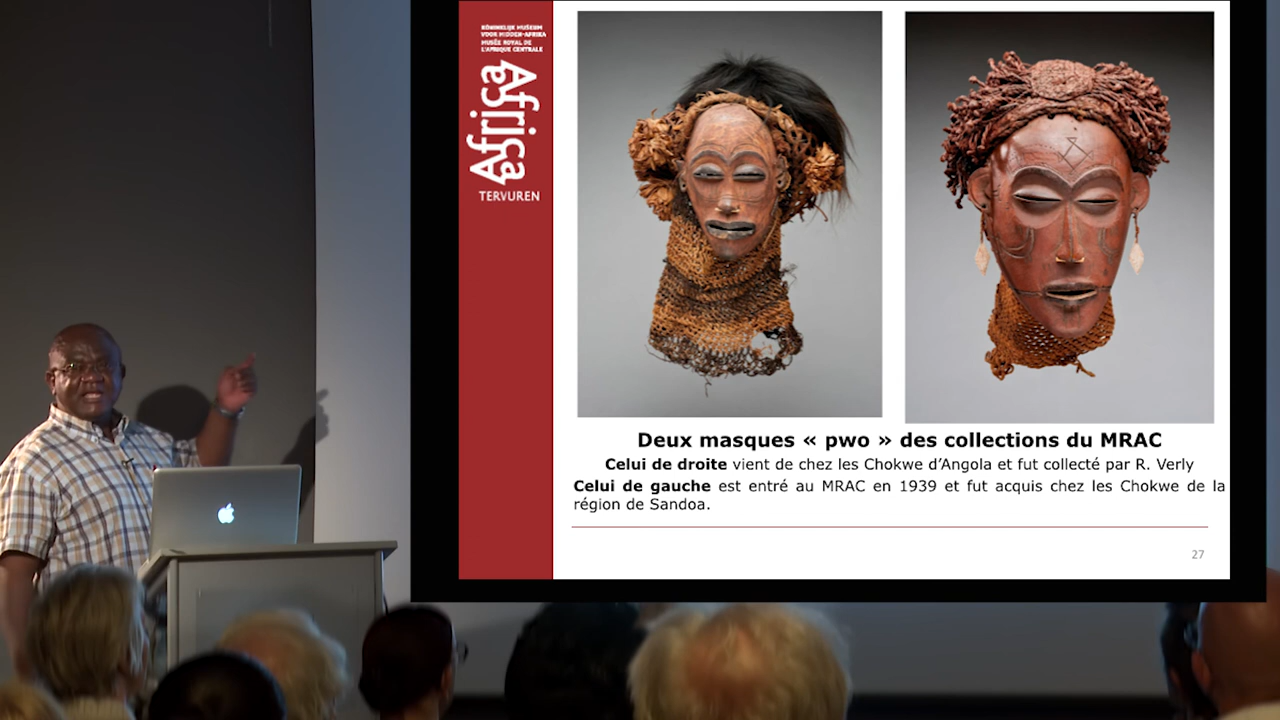 KONINKLIJK MUSEUM
VOOR MIDDEN-AFRIKA
MUSÉE ROYAL DE
L'AFRIQUE CENTRALE
Africa
TERVUREN
Deux masques « pwo » des collections du MRAC
Celui de droite vient de chez les Chokwe d’Angola et fut collecté par R. Verly
Celui de gauche est entré au MRAC en 1939 et fut acquis chez les Chokwe de la
région de Sandoa.
27